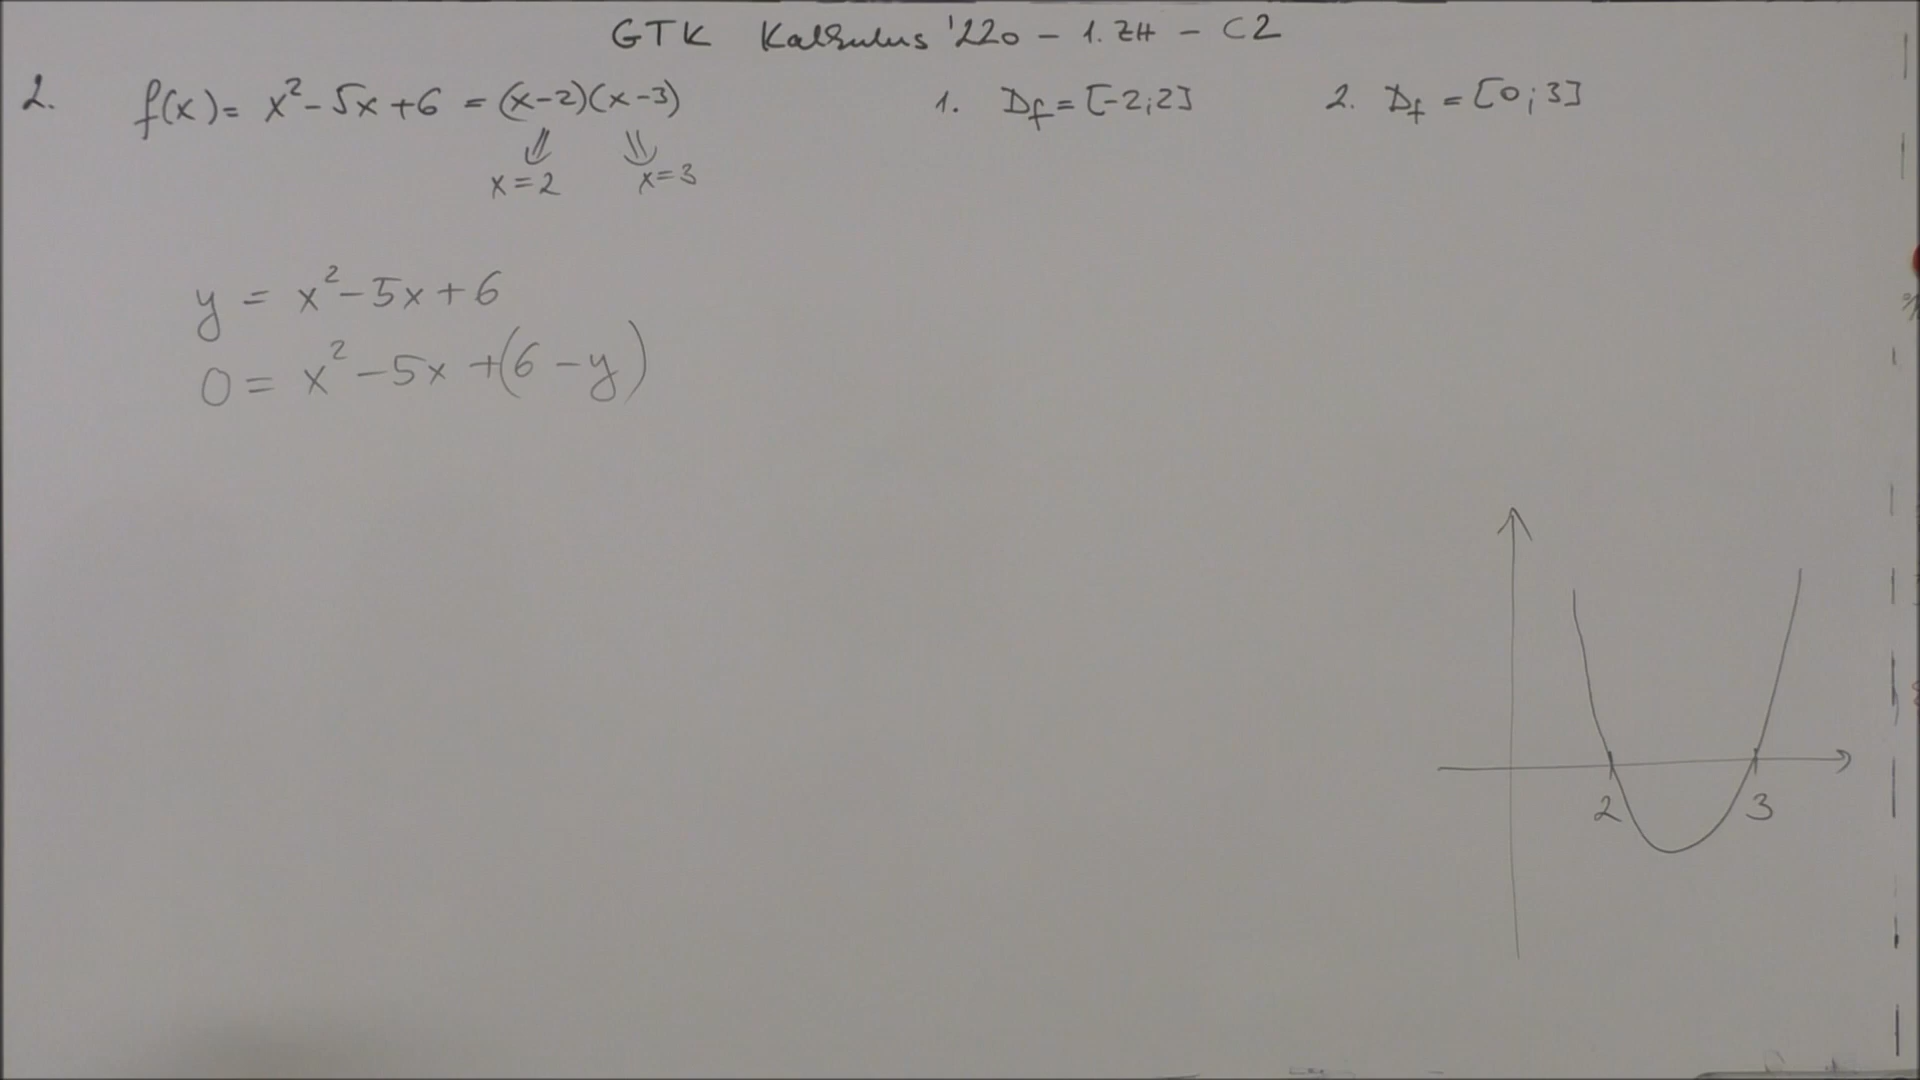 GTK Kalkulus '220 - 1. ZH - C2
2. f(x) = x² - 5x + 6 = (x-2)(x-3) 1. Df = [-2;2] 2. Df = [0;3]
⇓ ⇓
x=2 x=3
y = x² - 5x + 6
0 = x² - 5x + (6 - y)
2 3